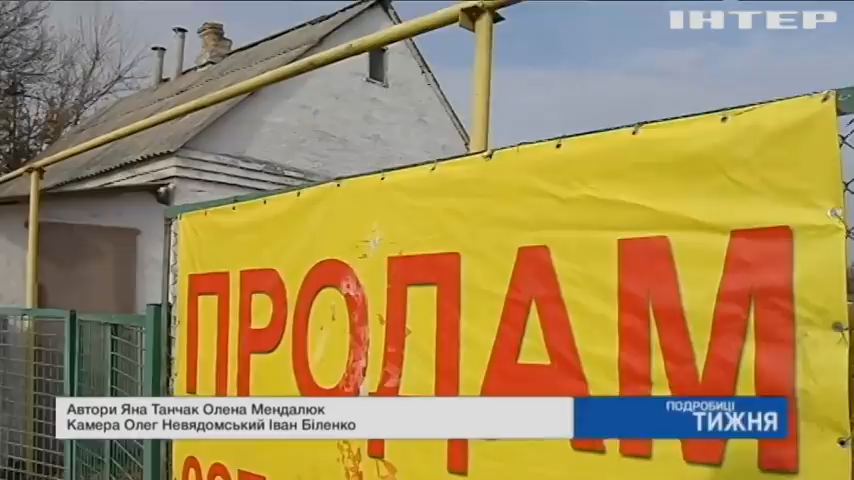 ІНТЕР
ПРОДАМ
Автори Яна Танчак Олена Мендалюк
Камера Олег Невядомський Іван Біленко
ПОДРОБИЦІ
ТИЖНЯ